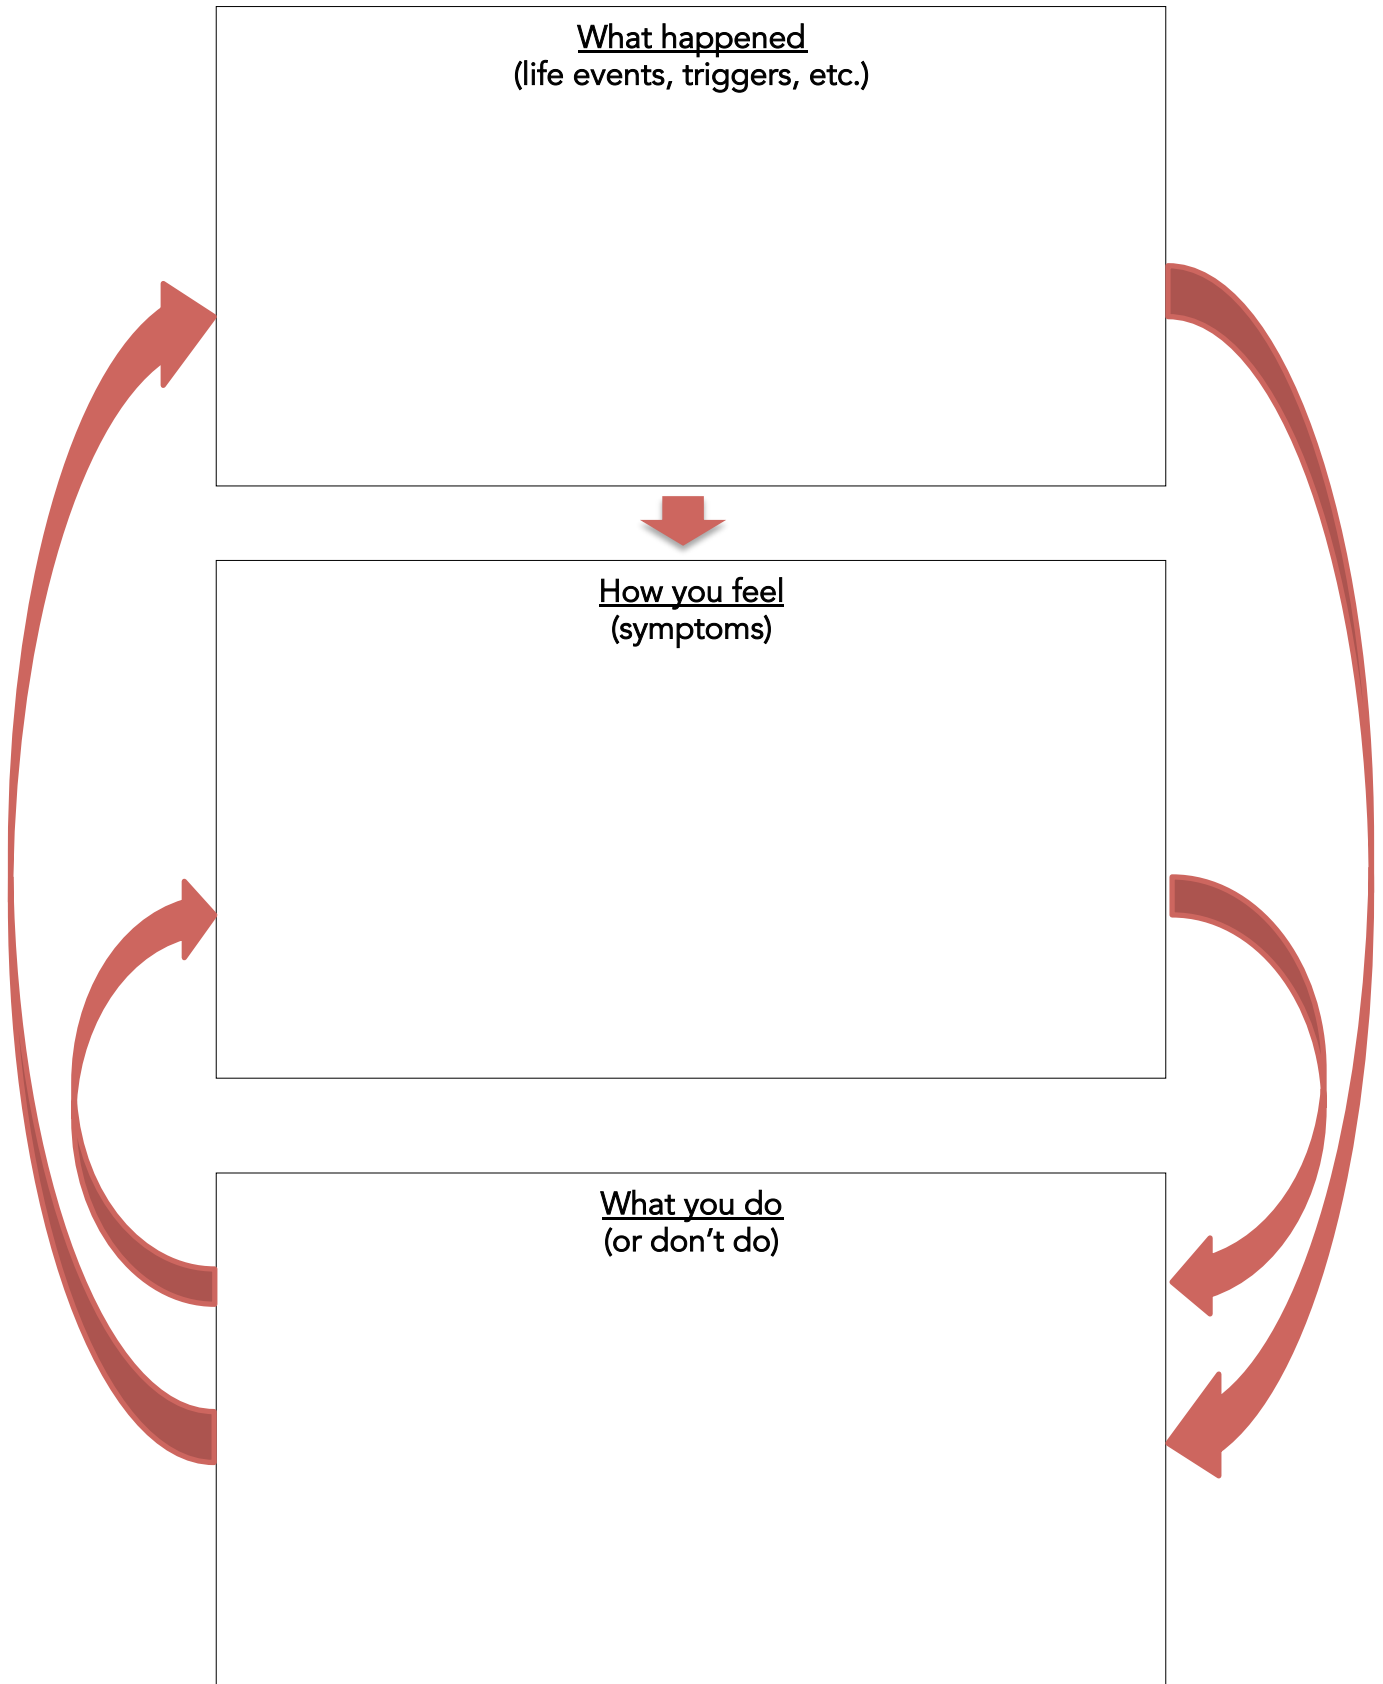 What happened
(life events, triggers, etc.)
How you feel
(symptoms)
What you do
(or don’t do)